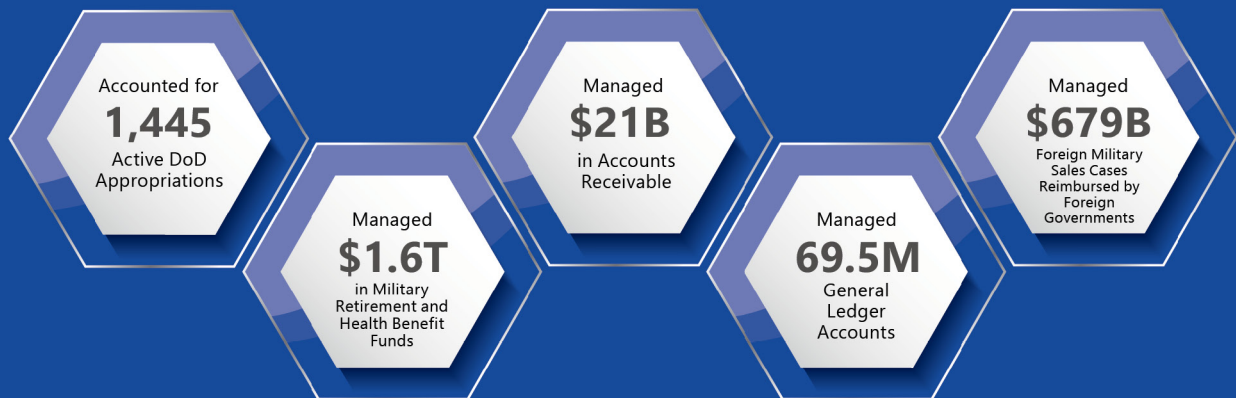 Accounted for
1,445
Active DoD
Appropriations
Managed
$1.6T
in Military
Retirement and
Health Benefit
Funds
Managed
$21B
in Accounts
Receivable
Managed
69.5M
General
Ledger
Accounts
Managed
$679B
Foreign Military
Sales Cases
Reimbursed by
Foreign
Governments